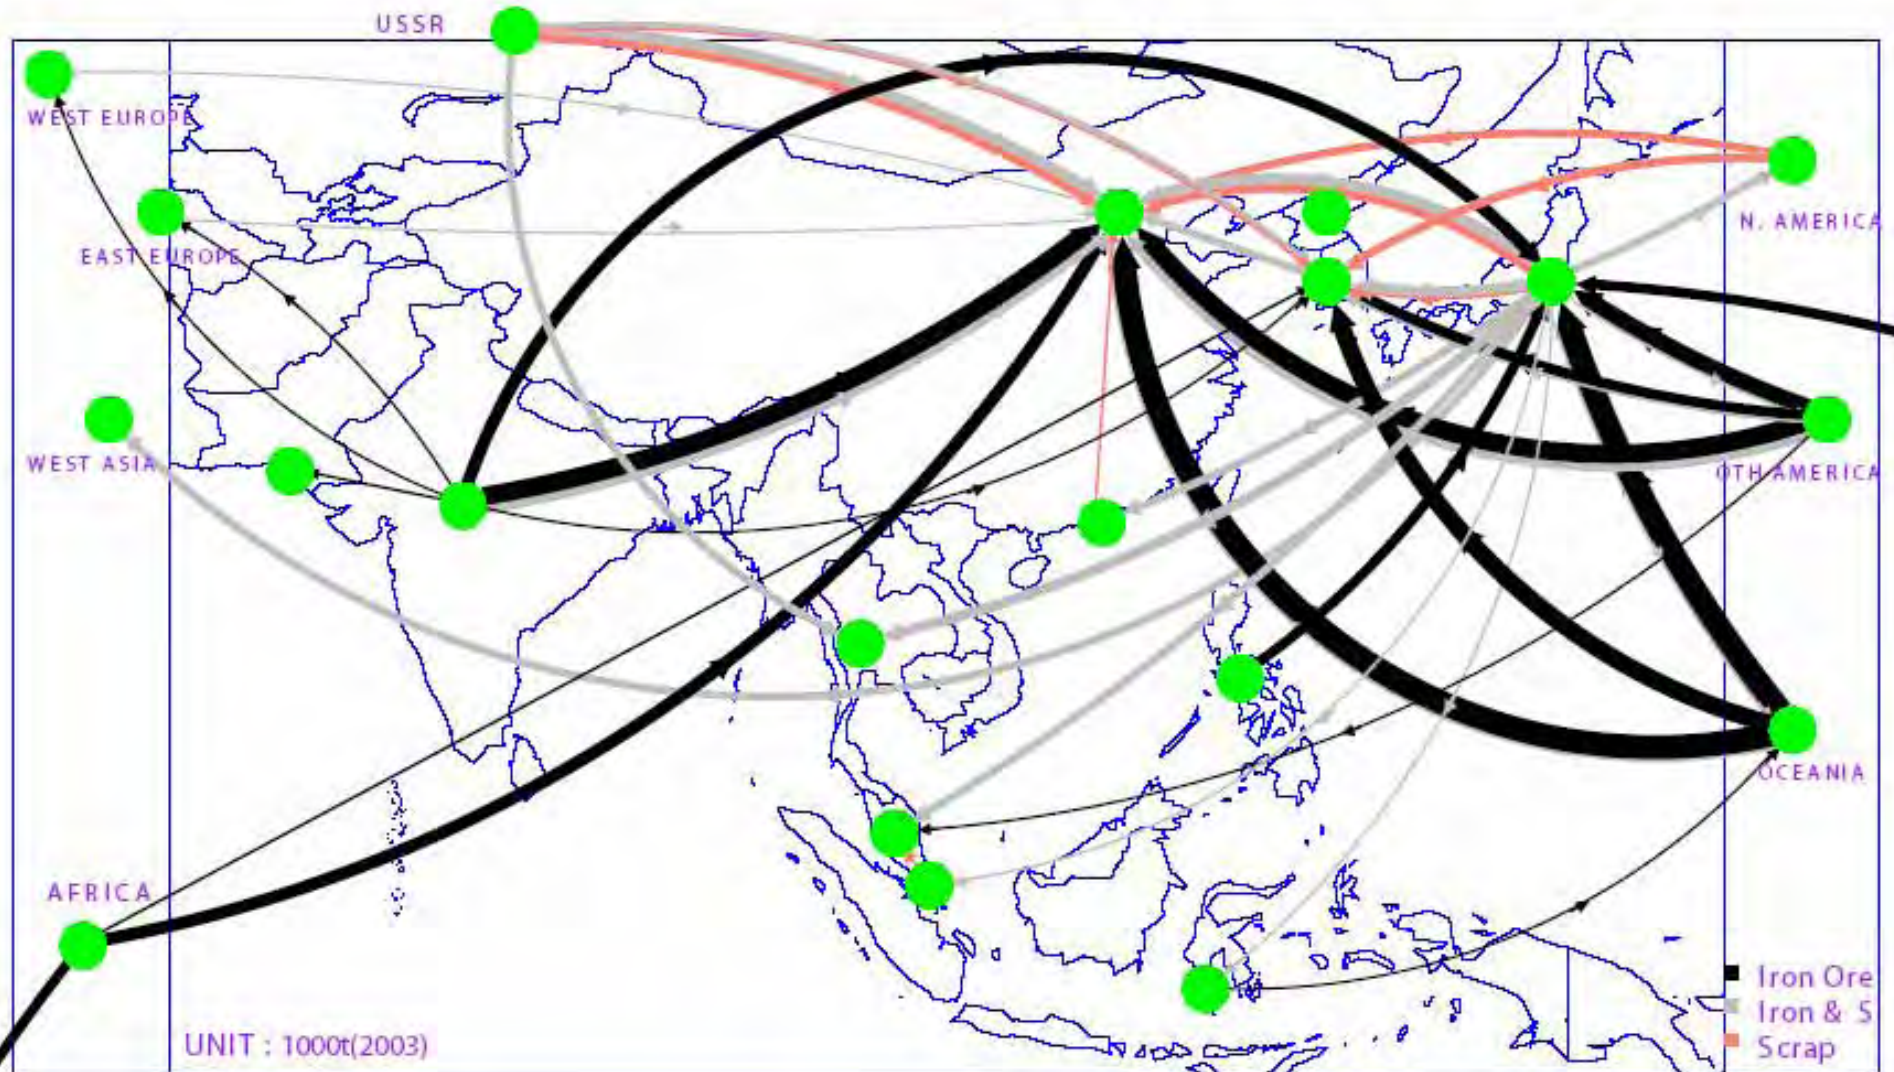 USSR
WEST EUROPE
N. AMERICA
EAST EUROPE
WEST ASIA
OTH AMERICA
OCEANIA
AFRICA
Iron Ore
Iron & S
Scrap
UNIT : 1000t(2003)